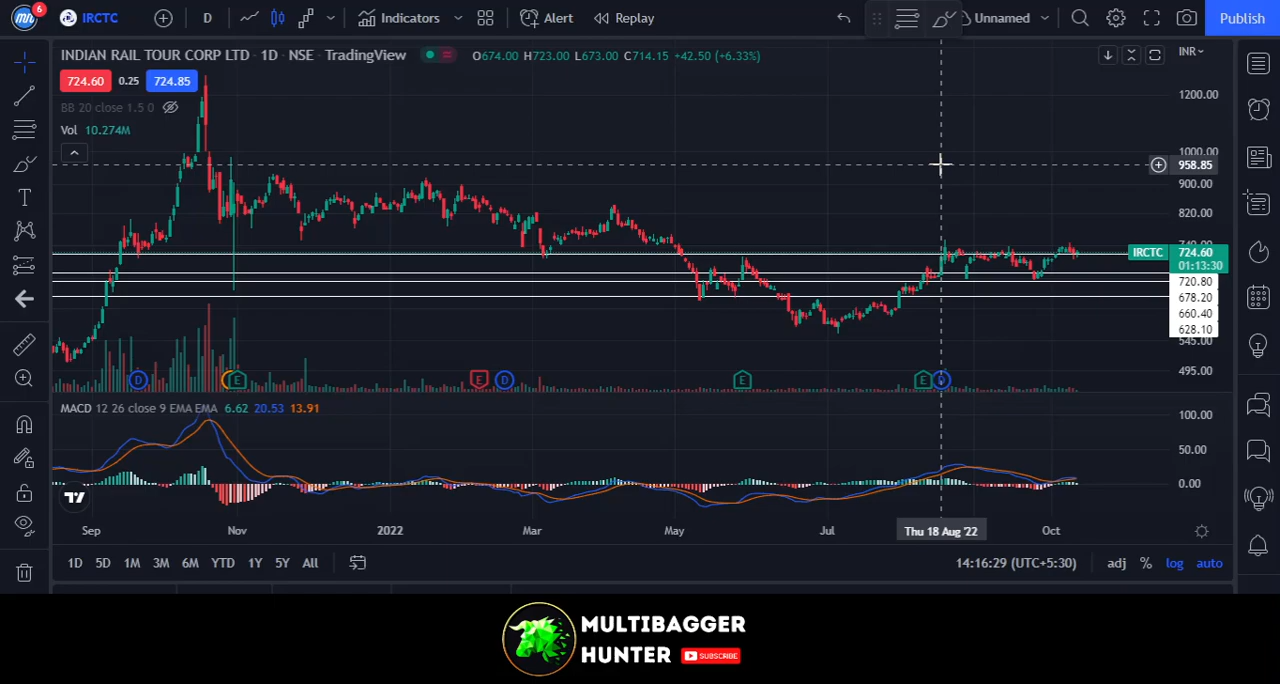 6 IRCTC D Indicators Alert Replay Unnamed Publish
INDIAN RAIL TOUR CORP LTD · 1D · NSE · TradingView O674.00 H723.00 L673.00 C714.15 +42.50 (+6.33%) INR
724.60 0.25 724.85
BB 20 close 1.5 0
Vol 10.274M
1200.00
1000.00
958.85
900.00
820.00
740.00
IRCTC 724.60
01:13:30
720.80
678.20
660.40
628.10
545.00
495.00
D E E D E E D
MACD 12 26 close 9 EMA EMA 6.62 20.53 13.91
100.00
50.00
0.00
Sep Nov 2022 Mar May Jul Thu 18 Aug '22 Oct
1D 5D 1M 3M 6M YTD 1Y 5Y All 14:16:29 (UTC+5:30) adj % log auto
MULTIBAGGER
HUNTER SUBSCRIBE